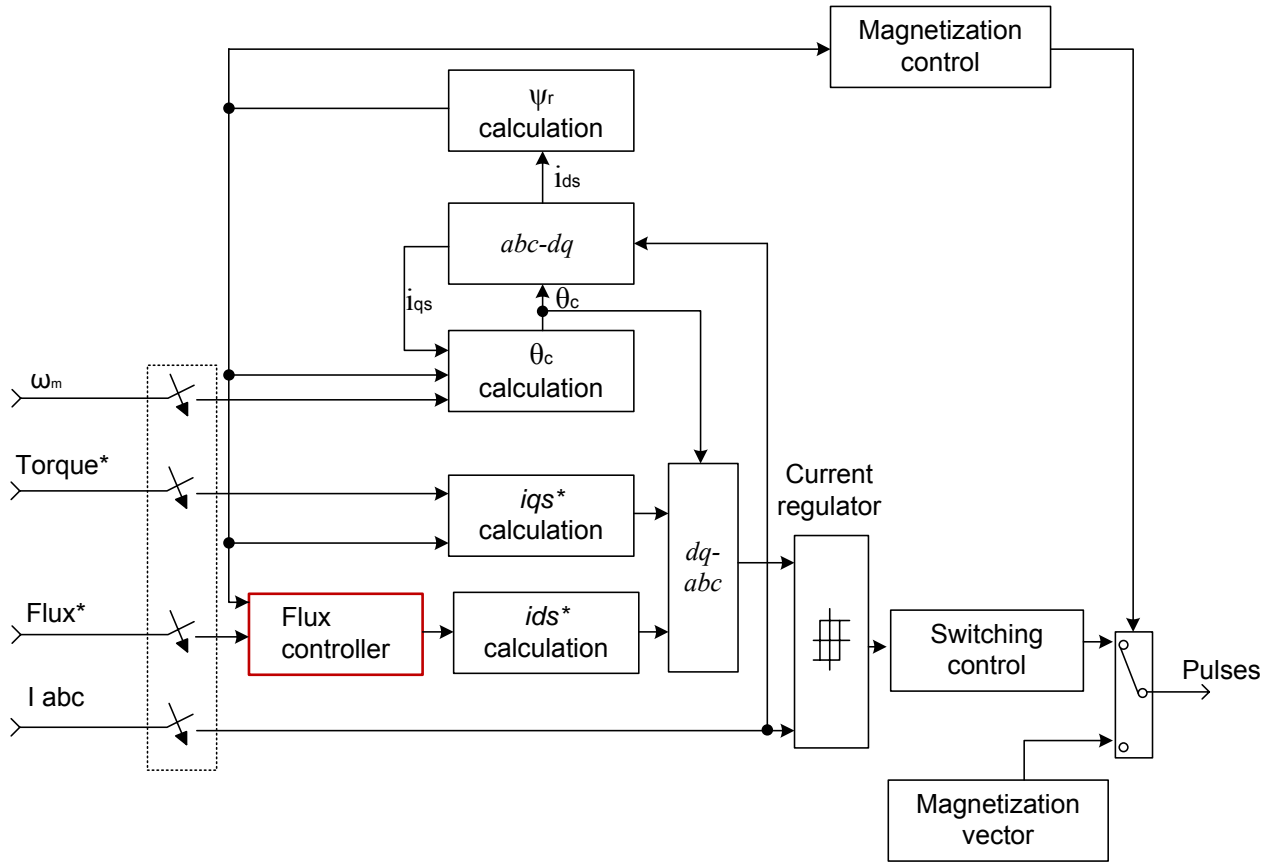 Magnetization
control
ψr
calculation
ids
abc-dq
iqs
θc
θc
calculation
ωm
Torque*
iqs*
calculation
Current
regulator
dq-
abc
Flux*
Flux
controller
ids*
calculation
Switching
control
Pulses
I abc
Magnetization
vector